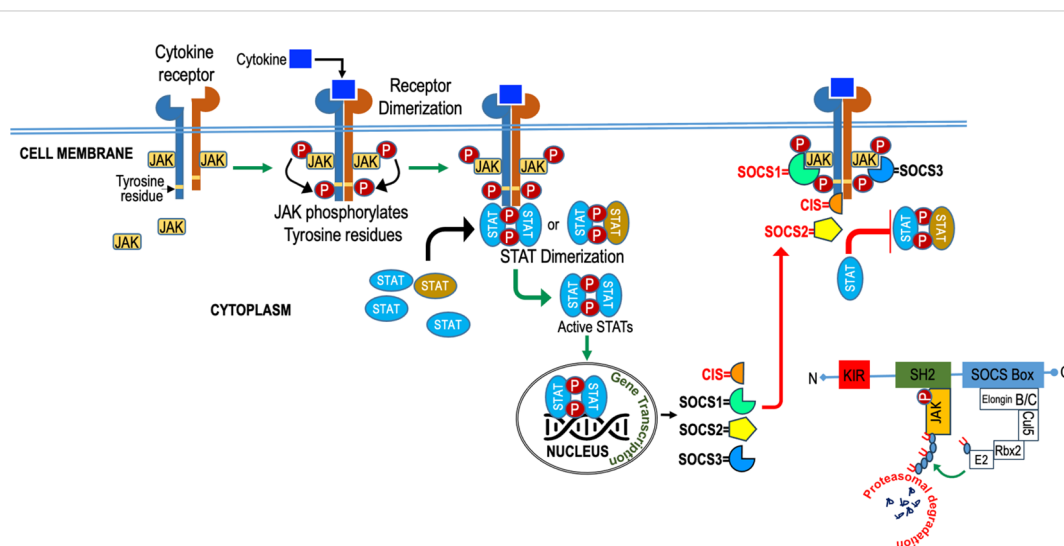 Cytokine
receptor
Cytokine
Receptor
Dimerization
CELL MEMBRANE
JAK
JAK
Tyrosine
residue
JAK
JAK
P
P
JAK
JAK
P
P
JAK phosphorylates
Tyrosine residues
P
P
JAK
JAK
P
P
STAT
P
P
STAT
or
STAT
P
P
STAT
STAT Dimerization
STAT
STAT
STAT
STAT
CYTOPLASM
STAT
P
P
STAT
Active STATs
STAT
P
P
STAT
Gene Transcription
NUCLEUS
CIS=
SOCS1=
SOCS2=
SOCS3=
P
P
SOCS1=
JAK
JAK
=SOCS3
P
P
CIS=
SOCS2=
STAT
STAT
P
P
STAT
N
KIR
SH2
SOCS Box
C
P
JAK
Elongin B/C
Cul5
Rbx2
E2
U
U
U
U
U
Proteasomal degradation